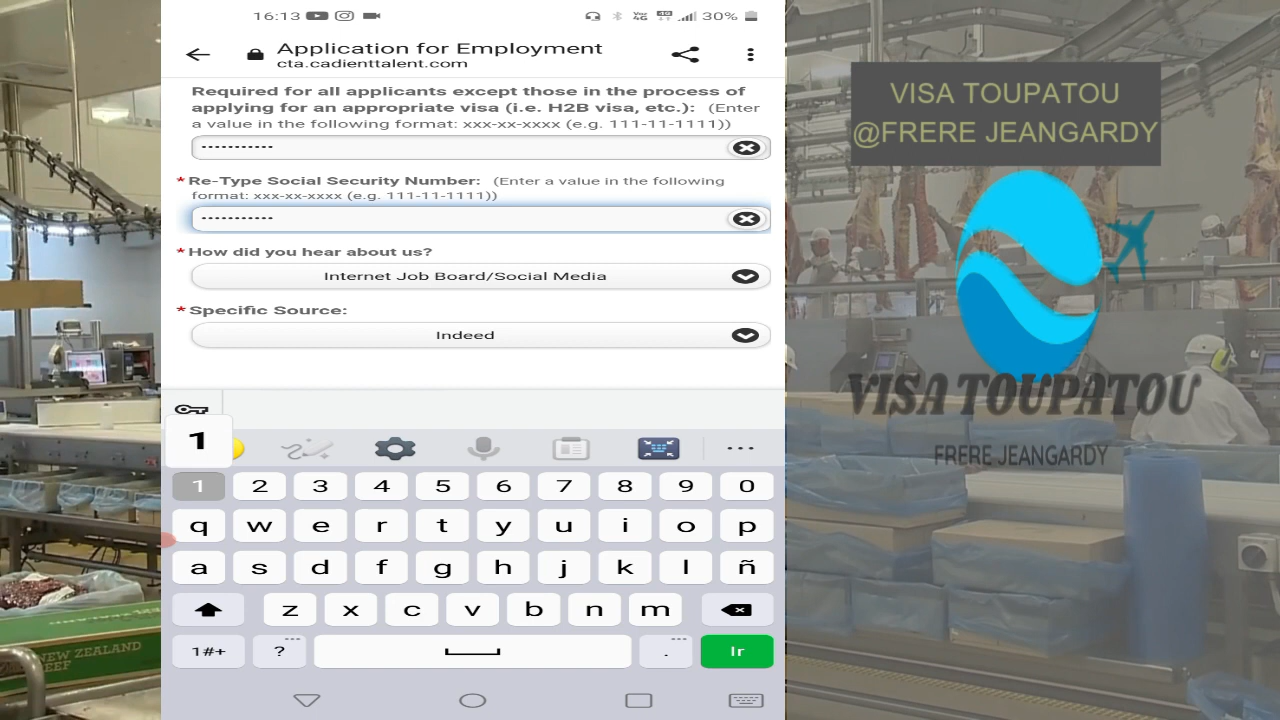 16:13 30%
Application for Employment
cta.cadienttalent.com
Required for all applicants except those in the process of
applying for an appropriate visa (i.e. H2B visa, etc.): (Enter
a value in the following format: xxx-xx-xxxx (e.g. 111-11-1111))
•••••••••••
*Re-Type Social Security Number: (Enter a value in the following
format: xxx-xx-xxxx (e.g. 111-11-1111))
•••••••••••
*How did you hear about us?
Internet Job Board/Social Media
*Specific Source:
Indeed
1
1 2 3 4 5 6 7 8 9 0
q w e r t y u i o p
a s d f g h j k l ñ
z x c v b n m
1#+ ? . Ir
VISA TOUPATOU
@FRERE JEANGARDY
VISA TOUPATOU
FRERE JEANGARDY
NEW ZEALAND
BEEF